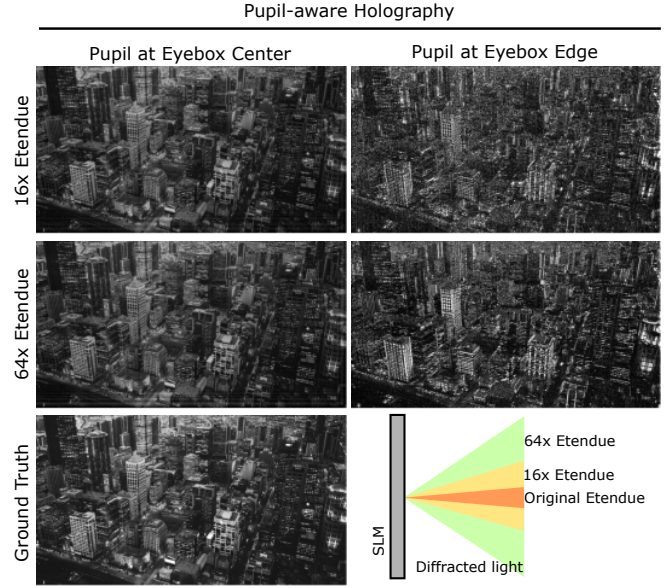 Pupil-aware Holography
Pupil at Eyebox Center
Pupil at Eyebox Edge
16x Etendue
64x Etendue
Ground Truth
SLM
64x Etendue
16x Etendue
Original Etendue
Diffracted light